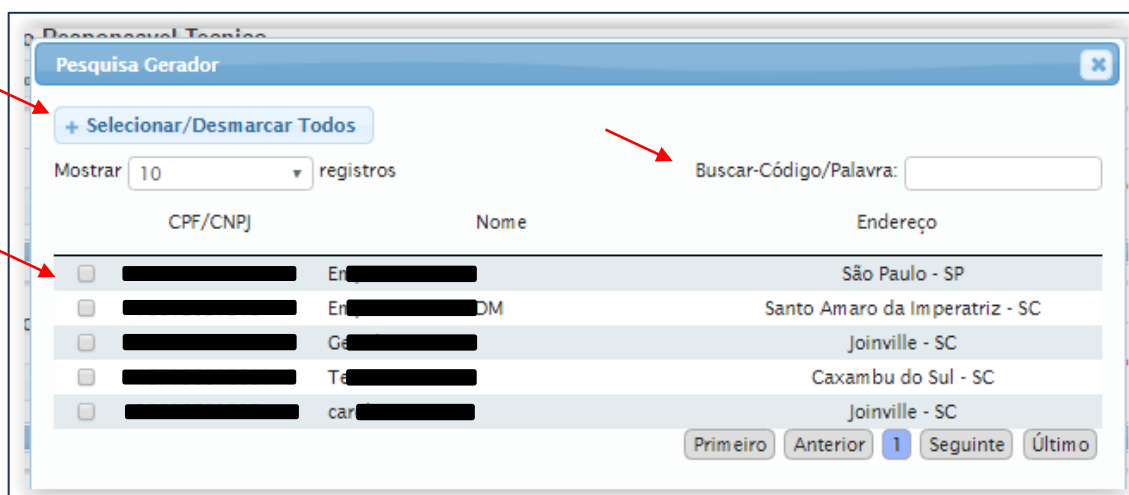 Pesquisa Gerador
+ Selecionar/Desmarcar Todos
Mostrar 10 registros Buscar-Código/Palavra:
CPF/CNPJ Nome Endereço
São Paulo - SP
Santo Amaro da Imperatriz - SC
Joinville - SC
Caxambu do Sul - SC
Joinville - SC
Primeiro Anterior 1 Seguinte Último